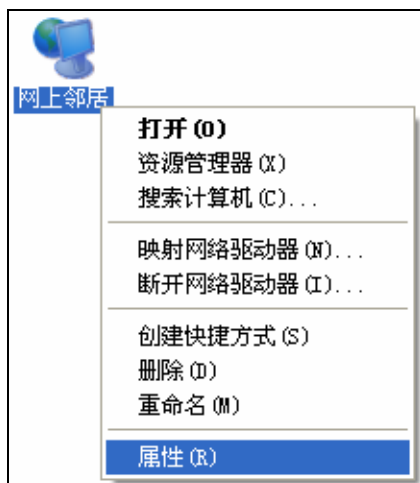 网上邻居
打开(O)
资源管理器(X)
搜索计算机(C)...
映射网络驱动器(N)...
断开网络驱动器(I)...
创建快捷方式(S)
删除(D)
重命名(M)
属性(R)